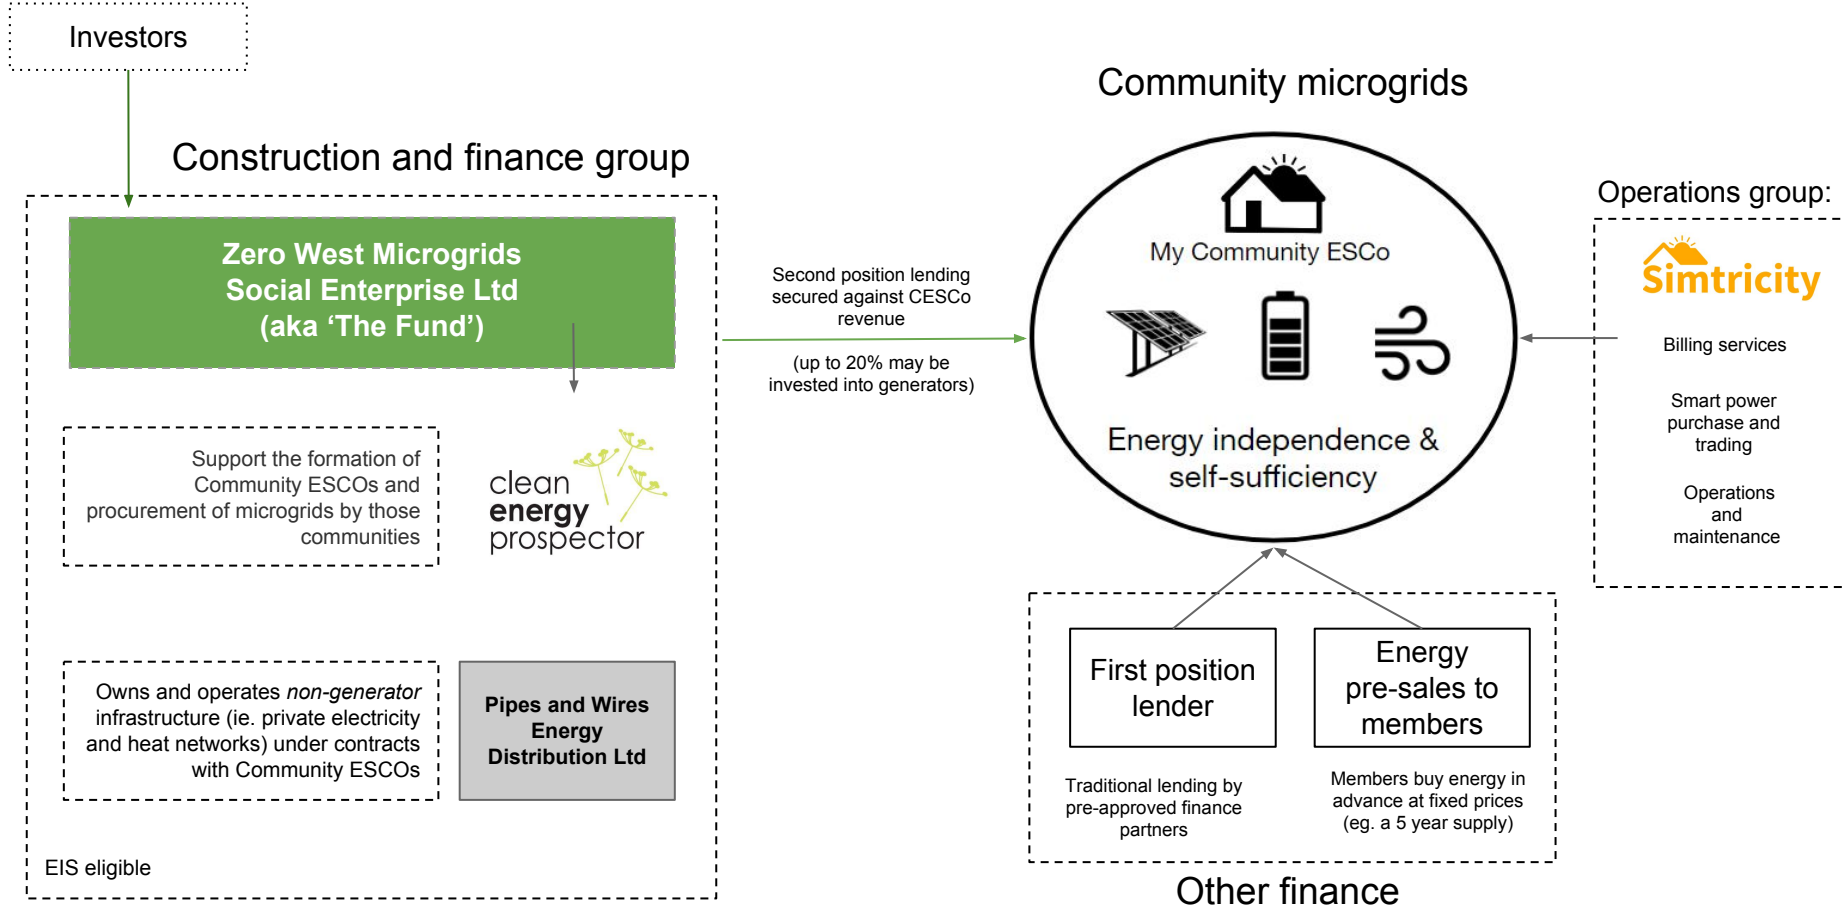 Investors
Construction and finance group
Zero West Microgrids
Social Enterprise Ltd
(aka ‘The Fund’)
Support the formation of
Community ESCOs and
procurement of microgrids by those
communities
clean
energy
prospector
Owns and operates non-generator
infrastructure (ie. private electricity
and heat networks) under contracts
with Community ESCOs
Pipes and Wires
Energy
Distribution Ltd
EIS eligible
Second position lending
secured against CESCo
revenue
(up to 20% may be
invested into generators)
Community microgrids
My Community ESCo
Energy independence &
self-sufficiency
Operations group:
Simtricity
Billing services
Smart power
purchase and
trading
Operations
and
maintenance
First position
lender
Energy
pre-sales to
members
Traditional lending by
pre-approved finance
partners
Members buy energy in
advance at fixed prices
(eg. a 5 year supply)
Other finance